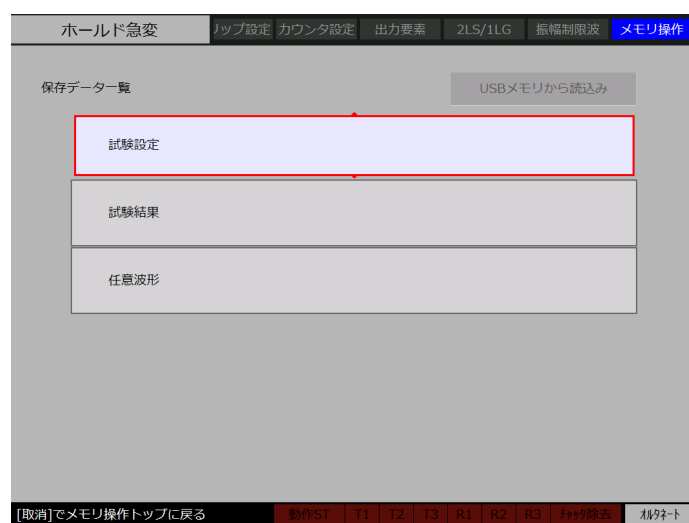 ホールド急変
リップ設定 カウンタ設定 出力要素 2LS/1LG 振幅制限波 メモリ操作
保存データ一覧
USBメモリから読込み
試験設定
試験結果
任意波形
[取消]でメモリ操作トップに戻る 動作ST T1 T2 T3 R1 R2 R3 ﾁｬﾀ除去 ｵﾙﾀﾈｰﾄ